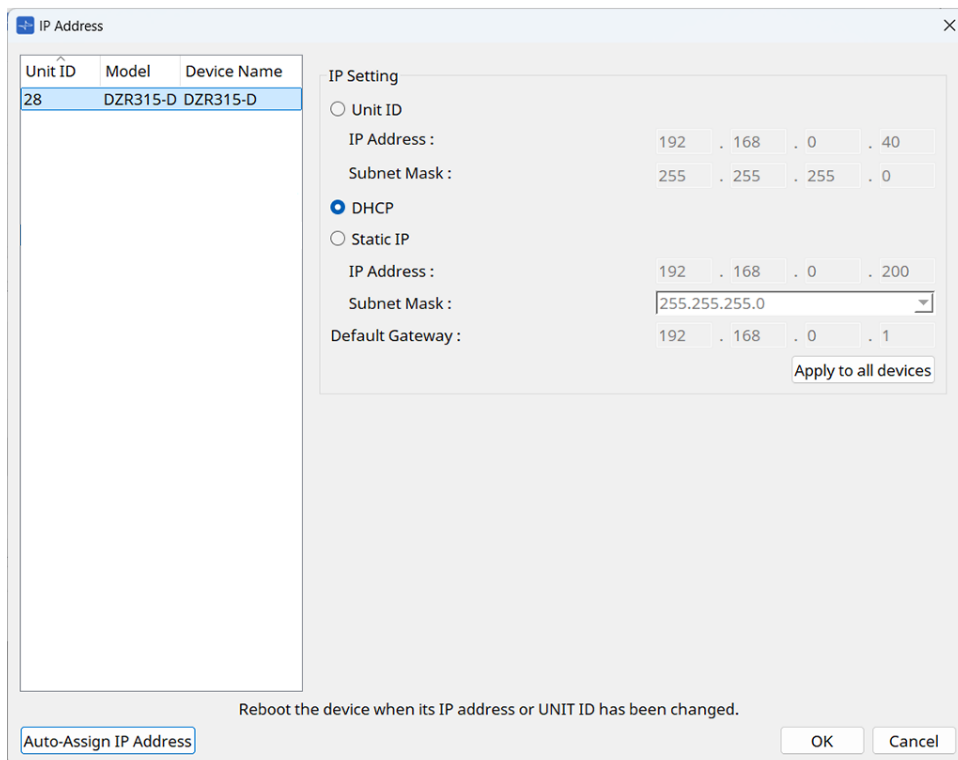 IP Address
Unit ID Model Device Name
28 DZR315-D DZR315-D
IP Setting
Unit ID
IP Address : 192 . 168 . 0 . 40
Subnet Mask : 255 . 255 . 255 . 0
DHCP
Static IP
IP Address : 192 . 168 . 0 . 200
Subnet Mask : 255.255.255.0
Default Gateway : 192 . 168 . 0 . 1
Apply to all devices
Reboot the device when its IP address or UNIT ID has been changed.
Auto-Assign IP Address OK Cancel